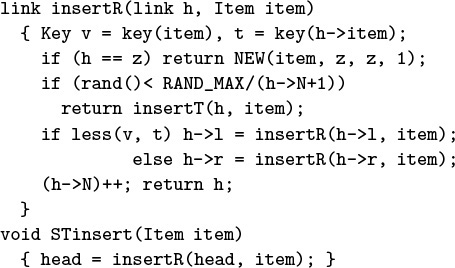 link insertR(link h, Item item)
  { Key v = key(item), t = key(h->item);
    if (h == z) return NEW(item, z, z, 1);
    if (rand()< RAND_MAX/(h->N+1))
      return insertT(h, item);
    if less(v, t) h->l = insertR(h->l, item);
             else h->r = insertR(h->r, item);
    (h->N)++; return h;
  }
void STinsert(Item item)
  { head = insertR(head, item); }